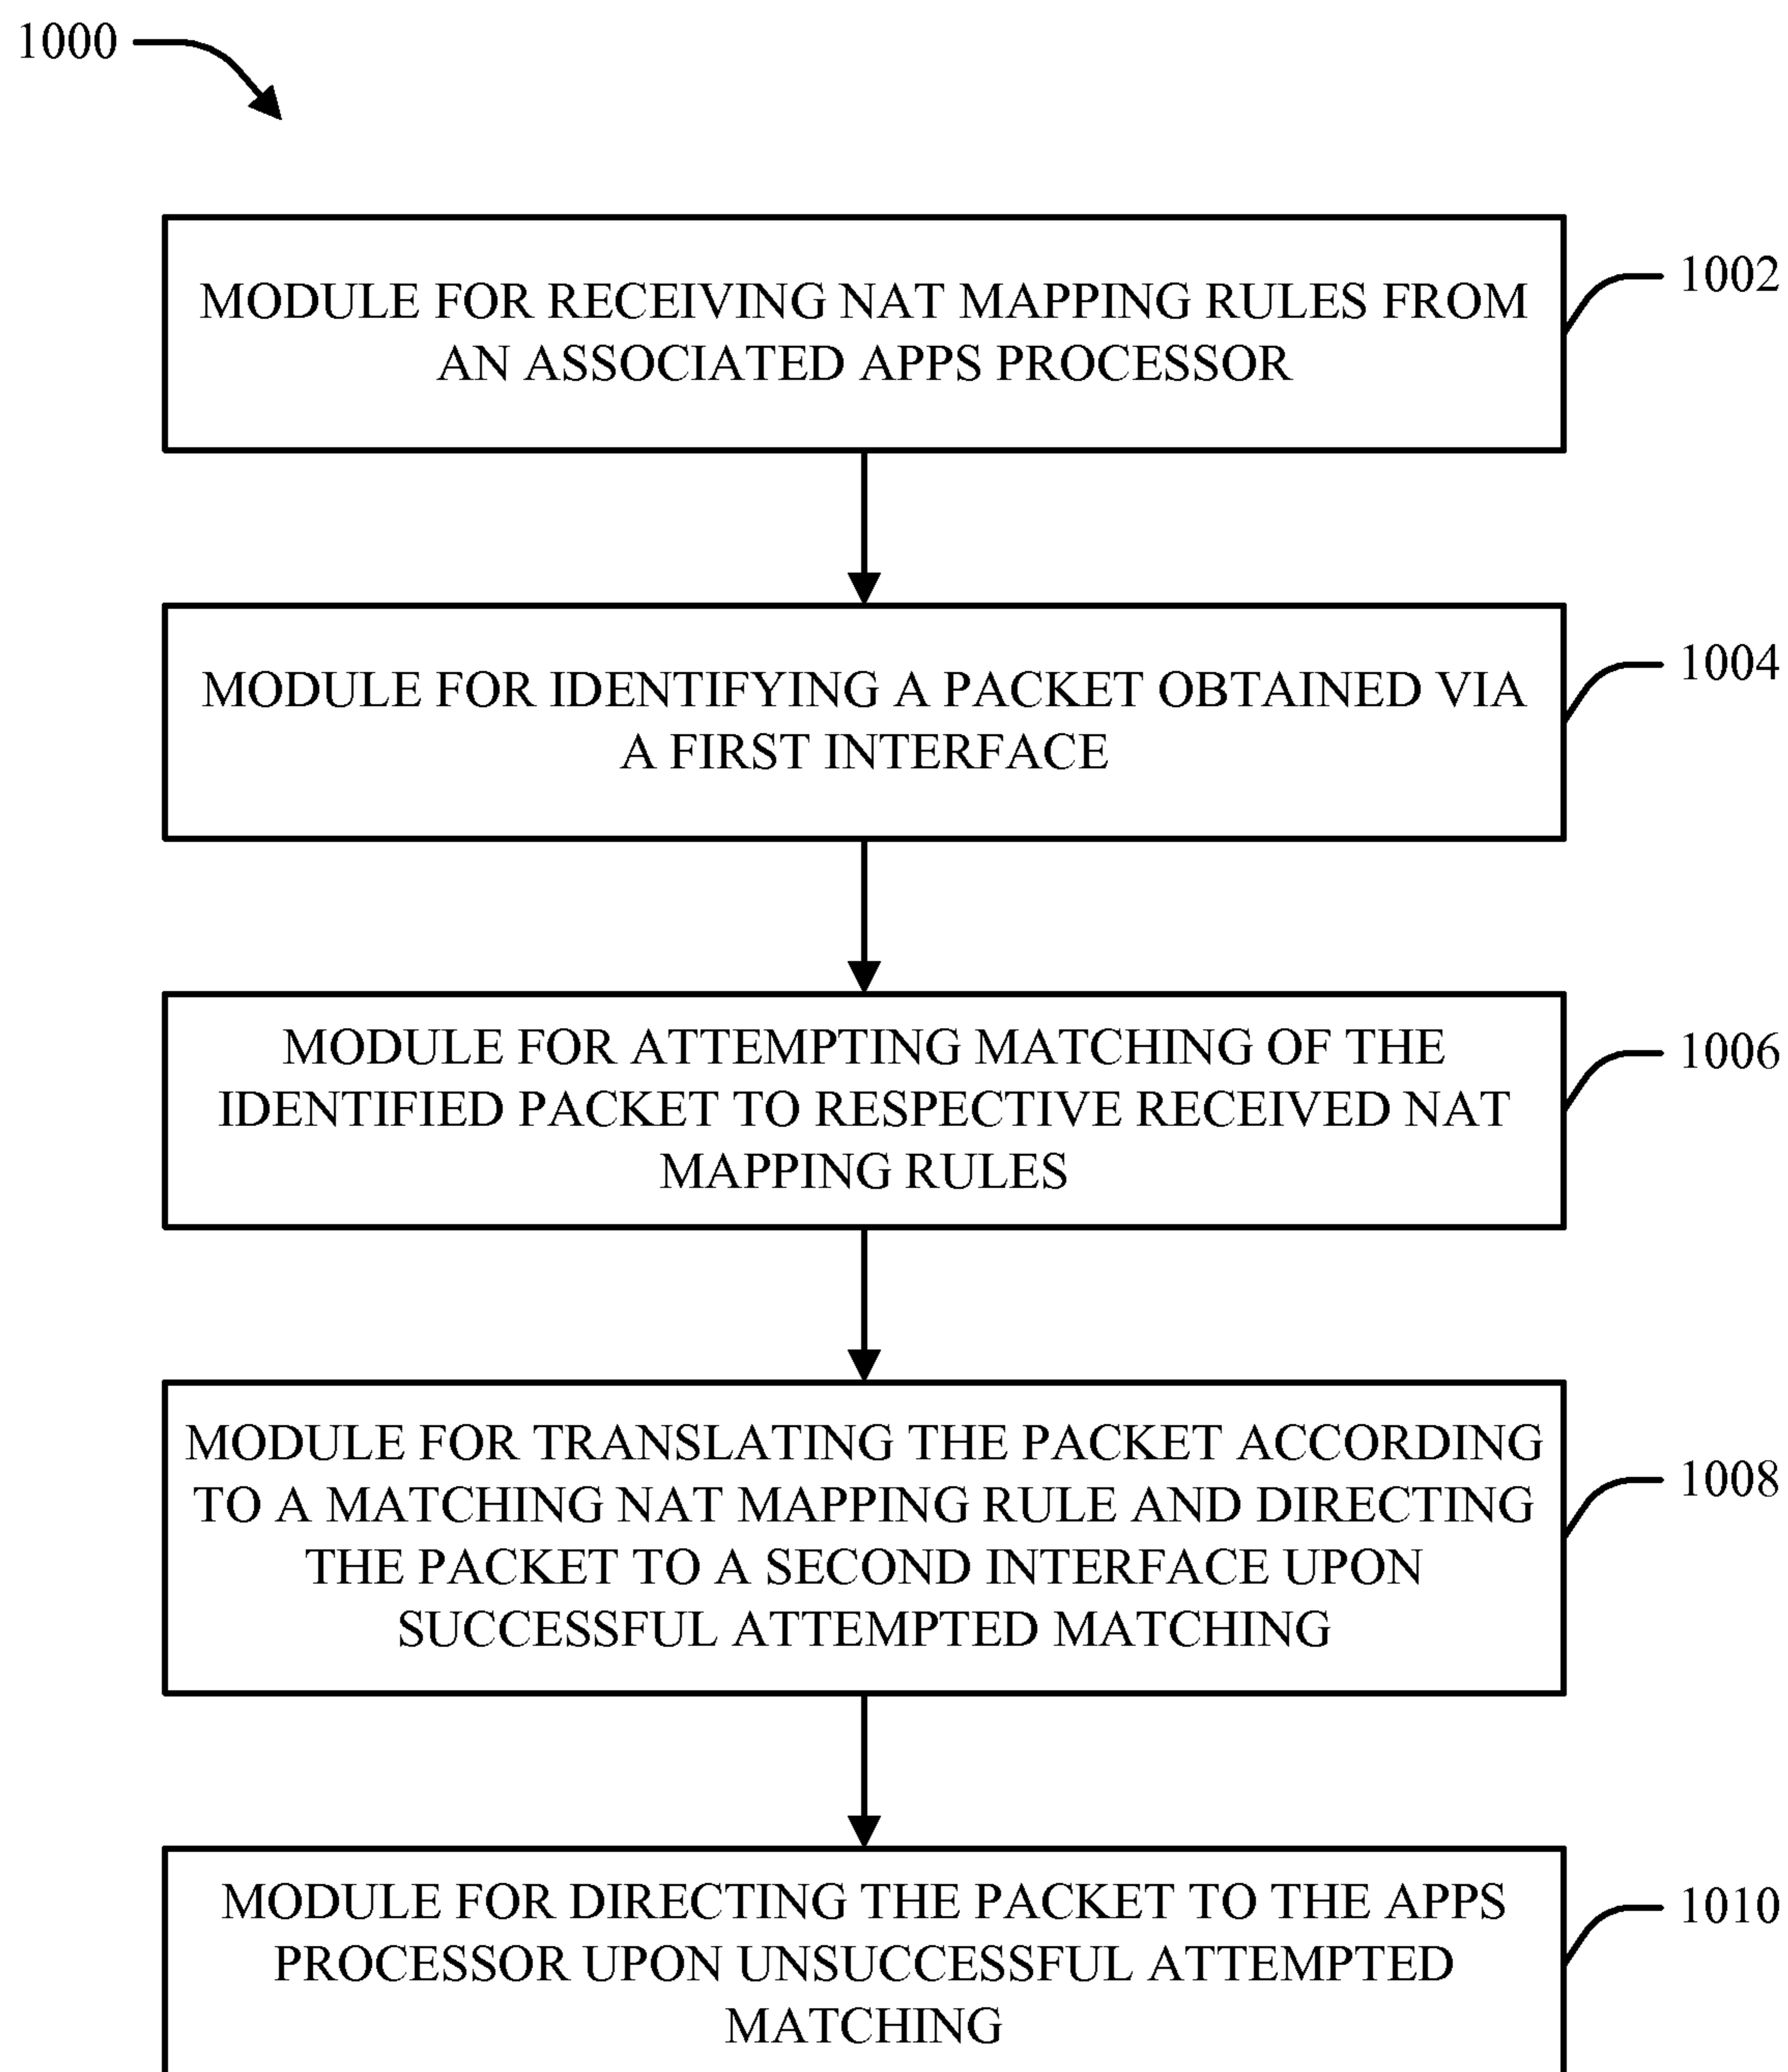 1000
MODULE FOR RECEIVING NAT MAPPING RULES FROM
AN ASSOCIATED APPS PROCESSOR
1002
MODULE FOR IDENTIFYING A PACKET OBTAINED VIA
A FIRST INTERFACE
1004
MODULE FOR ATTEMPTING MATCHING OF THE
IDENTIFIED PACKET TO RESPECTIVE RECEIVED NAT
MAPPING RULES
1006
MODULE FOR TRANSLATING THE PACKET ACCORDING
TO A MATCHING NAT MAPPING RULE AND DIRECTING
THE PACKET TO A SECOND INTERFACE UPON
SUCCESSFUL ATTEMPTED MATCHING
1008
MODULE FOR DIRECTING THE PACKET TO THE APPS
PROCESSOR UPON UNSUCCESSFUL ATTEMPTED
MATCHING
1010